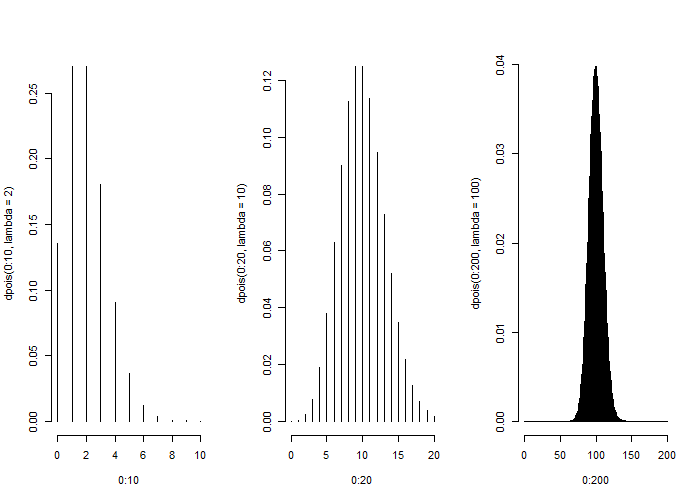 dpois(0:10, lambda = 2)
0.00 0.05 0.10 0.15 0.20 0.25
0 2 4 6 8 10
0:10
dpois(0:20, lambda = 10)
0.00 0.02 0.04 0.06 0.08 0.10 0.12
0 5 10 15 20
0:20
dpois(0:200, lambda = 100)
0.00 0.01 0.02 0.03 0.04
0 50 100 150 200
0:200